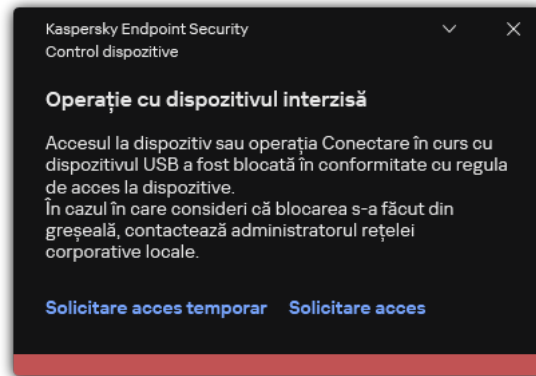 Kaspersky Endpoint Security
Control dispozitive
Operație cu dispozitivul interzisă
Accesul la dispozitiv sau operația Conectare în curs cu
dispozitivul USB a fost blocată în conformitate cu regula
de acces la dispozitive.
În cazul în care consideri că blocarea s-a făcut din
greșeală, contactează administratorul rețelei
corporative locale.
Solicitare acces temporar Solicitare acces